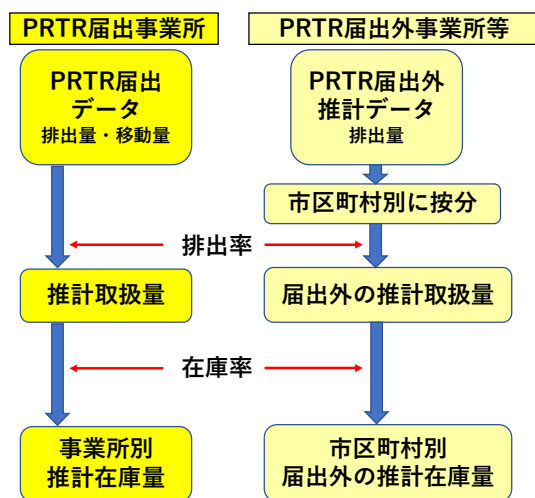 PRTR届出事業所
PRTR届出外事業所等
PRTR届出
データ
排出量・移動量
PRTR届出外
推計データ
排出量
市区町村別に按分
排出率
推計取扱量
届出外の推計取扱量
在庫率
事業所別
推計在庫量
市区町村別
届出外の推計在庫量